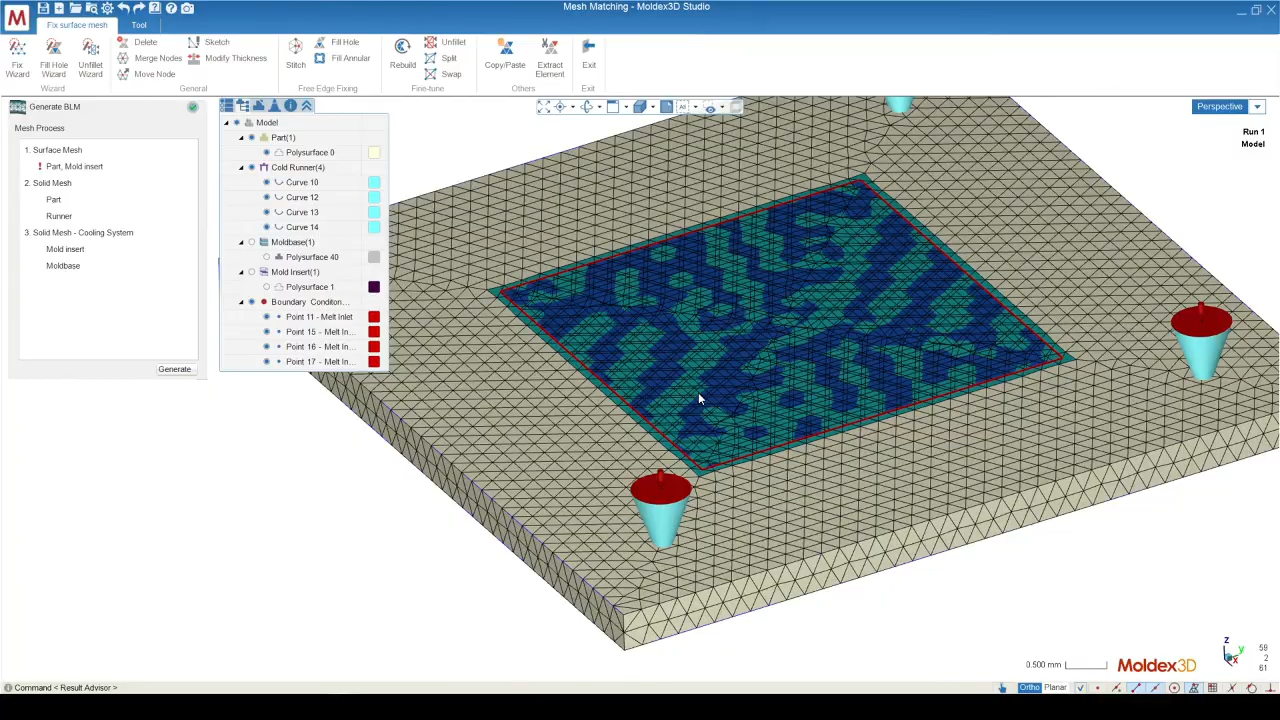 Mesh Matching - Moldex3D Studio
M
Fix surface mesh
Tool
Fix Wizard
Fill Hole Wizard
Unfillet Wizard
Wizard
Delete
Merge Nodes
Move Node
Sketch
Modify Thickness
General
Stitch
Fill Hole
Fill Annular
Free Edge Fixing
Rebuild
Unfillet
Split
Swap
Fine-tune
Copy/Paste
Extract Element
Others
Exit
Exit
Generate BLM
Mesh Process
1. Surface Mesh
! Part, Mold insert
2. Solid Mesh
Part
Runner
3. Solid Mesh - Cooling System
Mold insert
Moldbase
Generate
Model
Part(1)
Polysurface 0
Cold Runner(4)
Curve 10
Curve 12
Curve 13
Curve 14
Moldbase(1)
Polysurface 40
Mold Insert(1)
Polysurface 1
Boundary Conditon...
Point 11 - Melt Inlet
Point 15 - Melt In...
Point 16 - Melt In...
Point 17 - Melt In...
Perspective
Run 1
Model
0.500 mm
Moldex3D
Z
Y
X
59
2
61
Command < Result Advisor >
Ortho
Planar